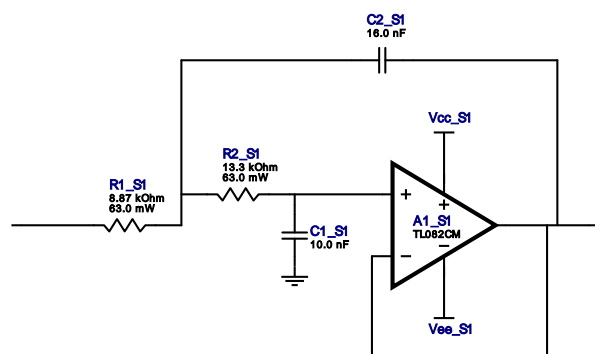 C2_S1
16.0 nF
Vcc_S1
R2_S1
13.3 kOhm
63.0 mW
R1_S1
8.87 kOhm
63.0 mW
+
+
A1_S1
TL082CM
C1_S1
10.0 nF
−
−
Vee_S1